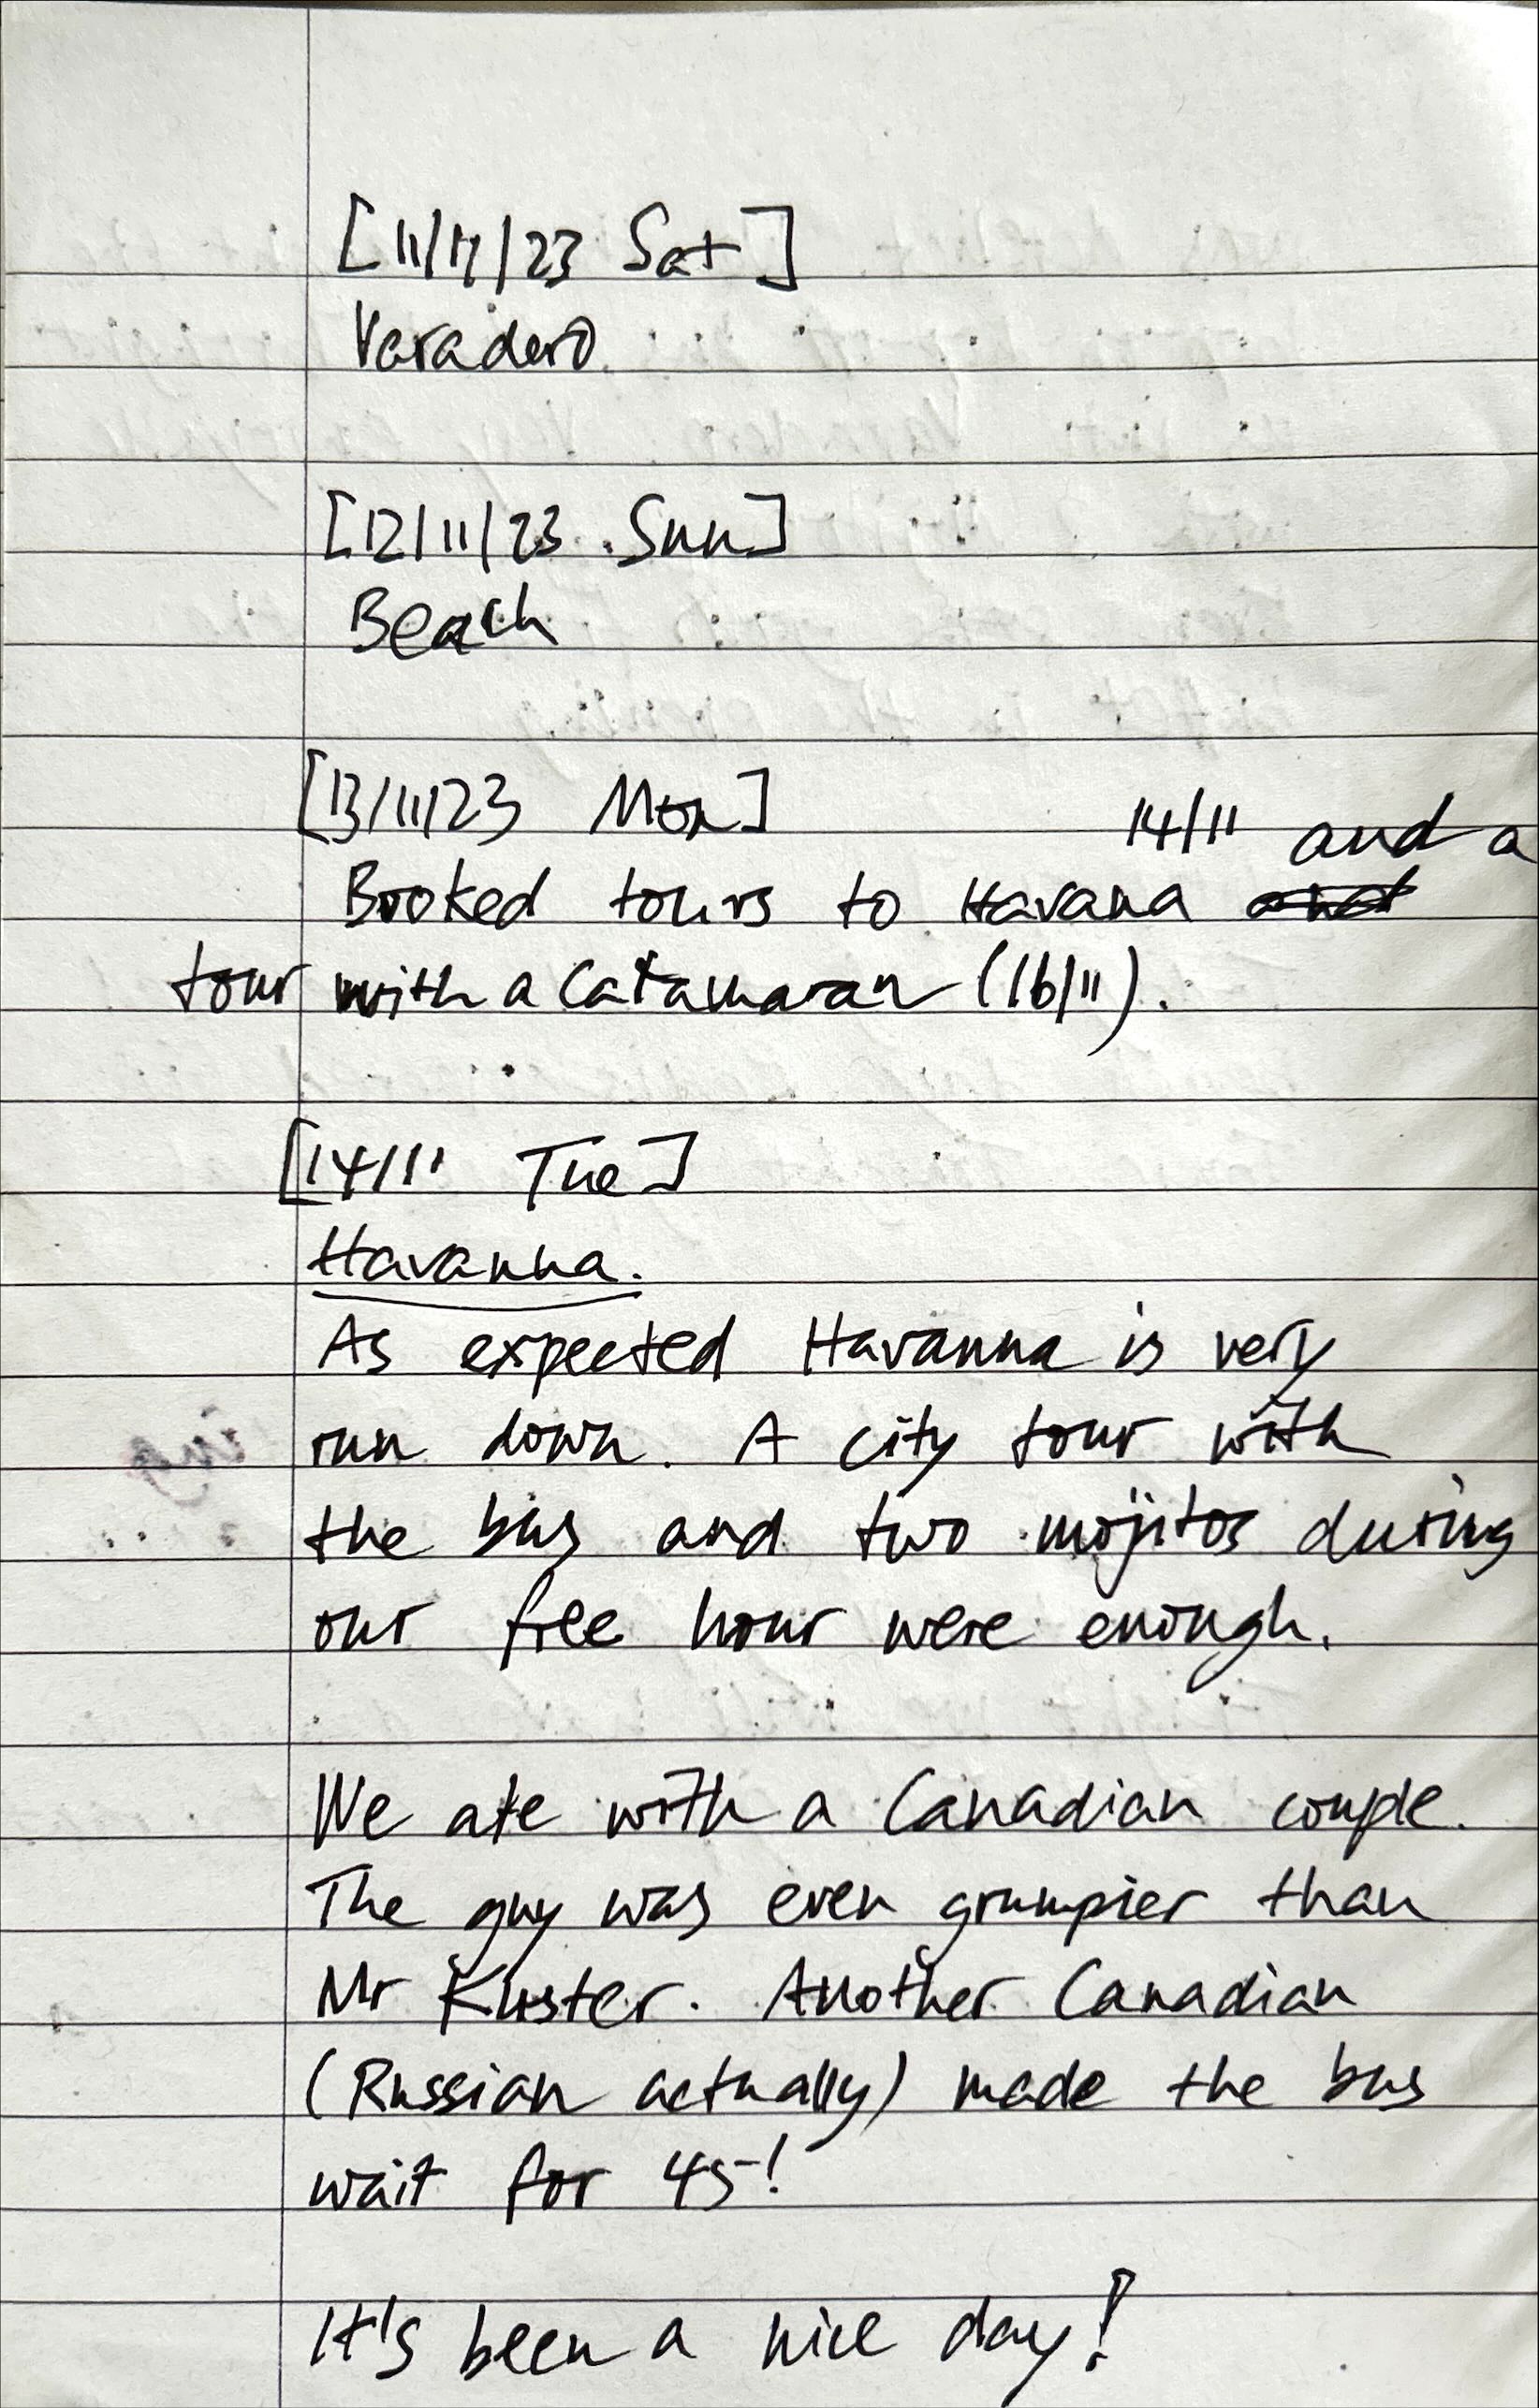 [11/11/23 Sat]
Varadero
[12/11/23 Sun]
Beach
[13/11/23 Mon]
14/11 and a
Booked tours to Havana
tour with a Catamaran (16/11).
[14/11 Tue]
Havanna.
As expected Havanna is very
run down. A city tour with
the bus and two mojitos during
our free hour were enough.
We ate with a Canadian couple.
The guy was even grumpier than
Mr Kuster. Another Canadian
(Russian actually) made the bus
wait for 45!
It's been a nice day!